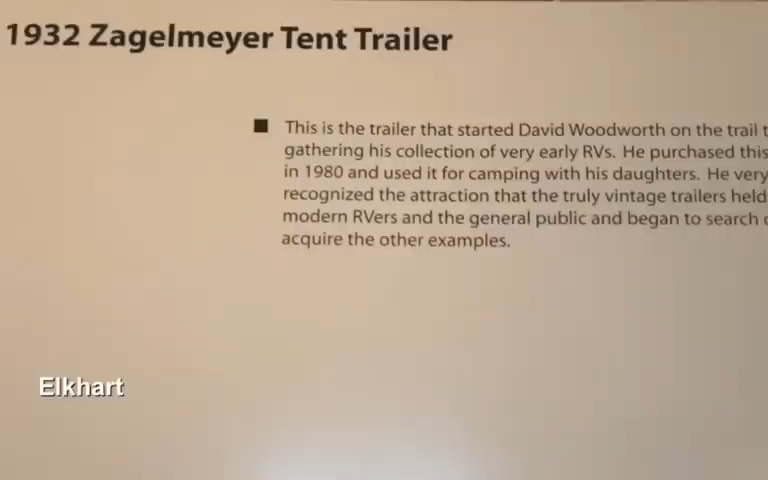 1932 Zagelmeyer Tent Trailer
■ This is the trailer that started David Woodworth on the trail
gathering his collection of very early RVs. He purchased this
in 1980 and used it for camping with his daughters. He very
recognized the attraction that the truly vintage trailers held
modern RVers and the general public and began to search
acquire the other examples.
Elkhart